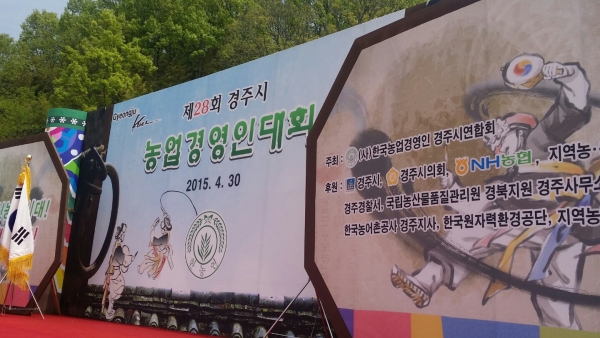 Gyeongju
제28회 경주시
농업경영인대회
2015. 4. 30
주최 : (사)한국농업경영인 경주시연합회
후원 : 경주시, 경주시의회, NH농협, 지역농
경주경찰서, 국립농산물품질관리원 경북지원 경주사무소
한국농어촌공사 경주지사, 한국원자력환경공단, 지역농